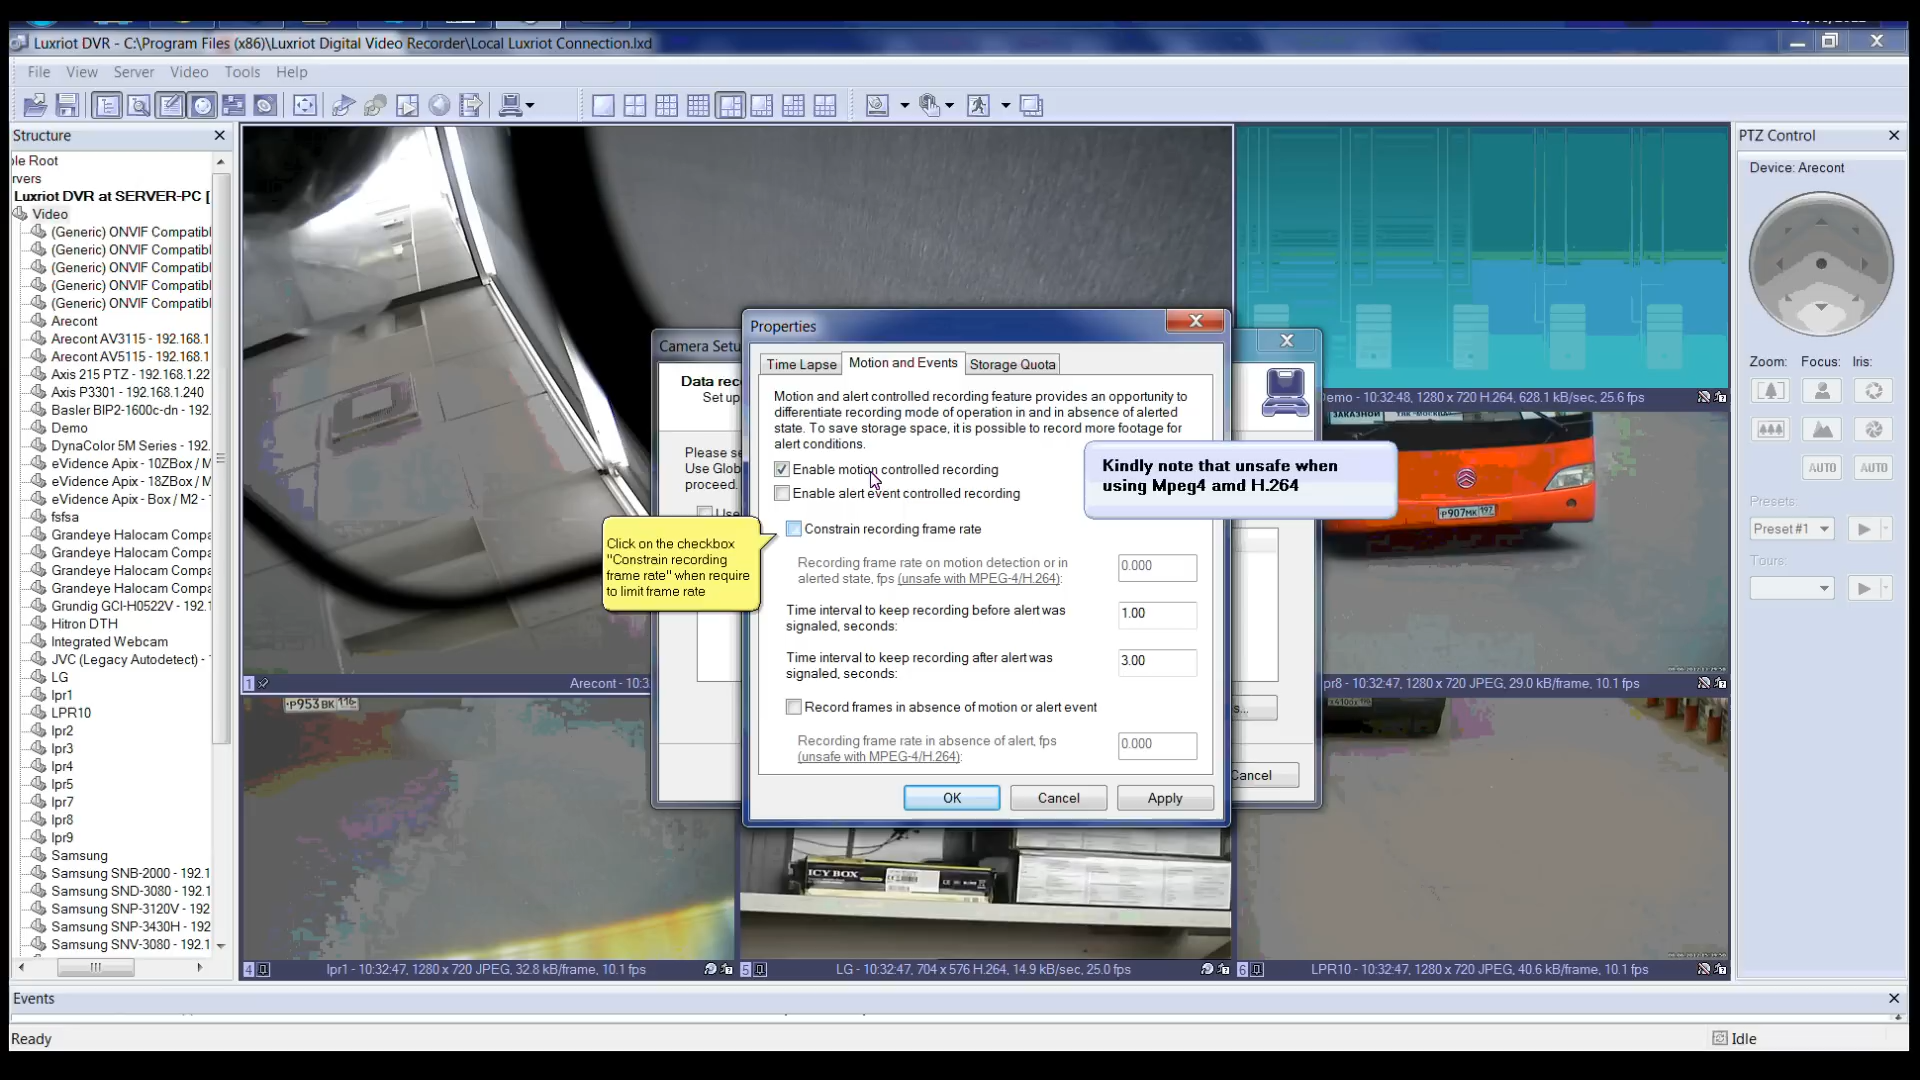 Luxriot DVR - C:\Program Files (x86)\Luxriot Digital Video Recorder\Local Luxriot Connection.lxd
File View Server Video Tools Help
Structure
ole Root
rvers
Luxriot DVR at SERVER-PC [
Video
(Generic) ONVIF Compatibl
(Generic) ONVIF Compatibl
(Generic) ONVIF Compatibl
(Generic) ONVIF Compatibl
(Generic) ONVIF Compatibl
Arecont
Arecont AV3115 - 192.168.1
Arecont AV5115 - 192.168.1
Axis 215 PTZ - 192.168.1.22
Axis P3301 - 192.168.1.240
Basler BIP2-1600c-dn - 192.
Demo
DynaColor 5M Series - 192.
eVidence Apix - 10ZBox / M
eVidence Apix - 18ZBox / M
eVidence Apix - Box / M2 - 
fsfsa
Grandeye Halocam Compa
Grandeye Halocam Compa
Grandeye Halocam Compa
Grandeye Halocam Compa
Grundig GCI-H0522V - 192.
Hitron DTH
Integrated Webcam
JVC (Legacy Autodetect) - 
LG
lpr1
LPR10
lpr2
lpr3
lpr4
lpr5
lpr7
lpr8
lpr9
Samsung
Samsung SNB-2000 - 192.1
Samsung SND-3080 - 192.1
Samsung SNP-3120V - 192
Samsung SNP-3430H - 192
Samsung SNV-3080 - 192.1
1
Arecont - 10:3
Demo - 10:32:48, 1280 x 720 H.264, 628.1 kB/sec, 25.6 fps
ЗАКАЗНОЙ
Р907МК 197
pr8 - 10:32:47, 1280 x 720 JPEG, 29.0 kB/frame, 10.1 fps
Р953ВК 116
4
lpr1 - 10:32:47, 1280 x 720 JPEG, 32.8 kB/frame, 10.1 fps
ICY BOX
5
LG - 10:32:47, 704 x 576 H.264, 14.9 kB/sec, 25.0 fps
6
LPR10 - 10:32:47, 1280 x 720 JPEG, 40.6 kB/frame, 10.1 fps
Camera Setu
Data reco
Set up
Please se
Use Glob
proceed.
Use
s...
Cancel
Properties
Time Lapse
Motion and Events
Storage Quota
Motion and alert controlled recording feature provides an opportunity to
differentiate recording mode of operation in and in absence of alerted
state. To save storage space, it is possible to record more footage for
alert conditions.
Enable motion controlled recording
Enable alert event controlled recording
Constrain recording frame rate
Recording frame rate on motion detection or in
alerted state, fps (unsafe with MPEG-4/H.264):
0.000
Time interval to keep recording before alert was
signaled, seconds:
1.00
Time interval to keep recording after alert was
signaled, seconds:
3.00
Record frames in absence of motion or alert event
Recording frame rate in absence of alert, fps
(unsafe with MPEG-4/H.264):
0.000
OK
Cancel
Apply
Click on the checkbox
"Constrain recording
frame rate" when require
to limit frame rate
Kindly note that unsafe when
using Mpeg4 amd H.264
PTZ Control
Device: Arecont
Zoom: Focus: Iris:
AUTO AUTO
Presets:
Preset #1
Tours:
Events
Ready
Idle